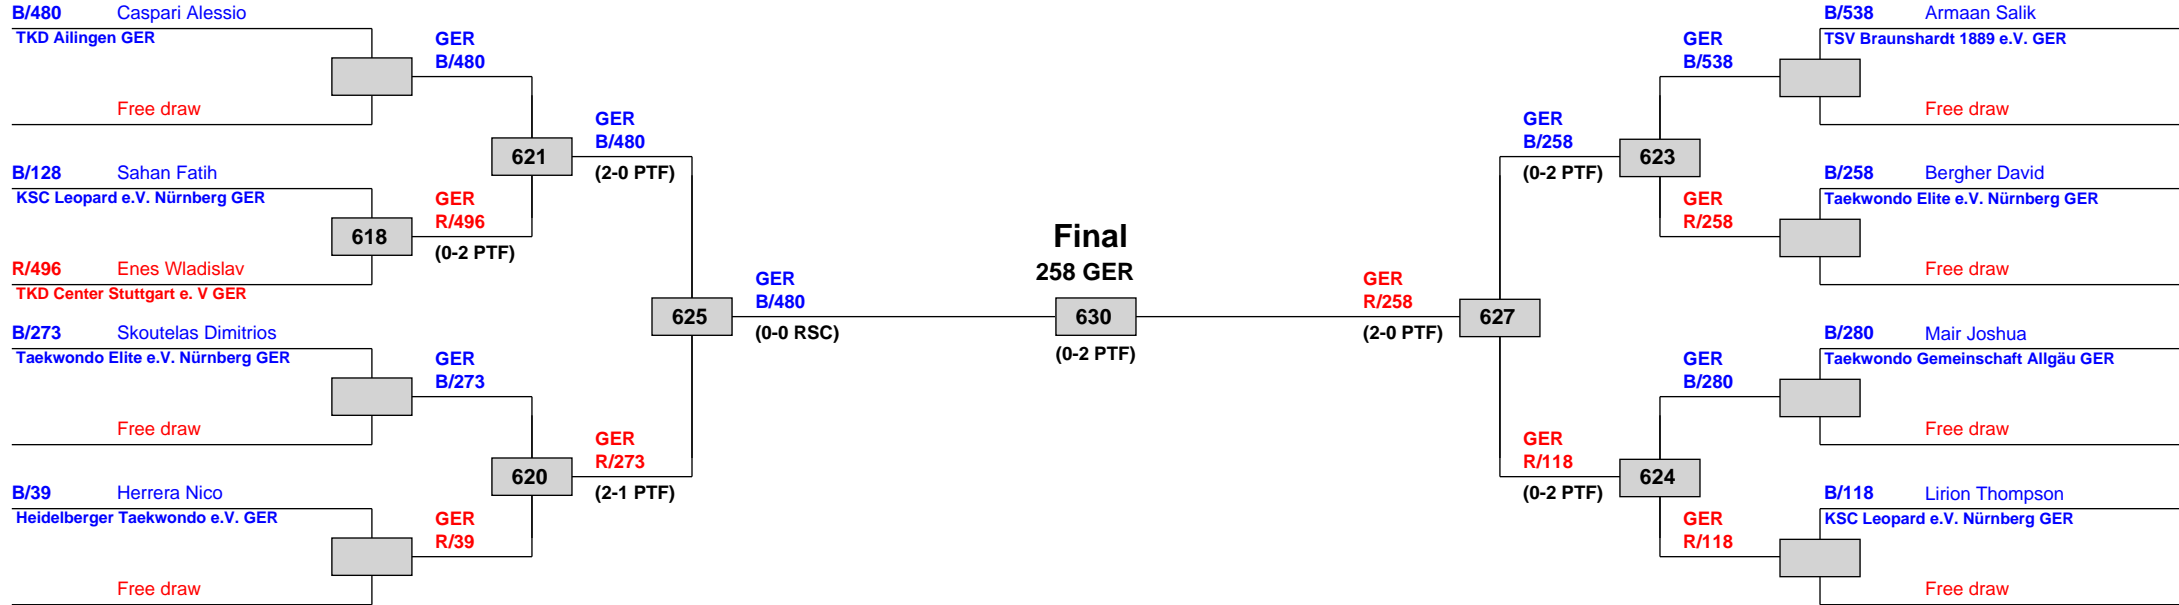 B/480 Caspari Alessio
TKD Ailingen GER
Free draw
B/128 Sahan Fatih
KSC Leopard e.V. Nürnberg GER
R/496 Enes Wladislav
TKD Center Stuttgart e. V GER
B/273 Skoutelas Dimitrios
Taekwondo Elite e.V. Nürnberg GER
Free draw
B/39 Herrera Nico
Heidelberger Taekwondo e.V. GER
Free draw
618
GER
B/480
GER
R/496
(0-2 PTF)
GER
B/273
GER
R/39
621
620
GER
B/480
(2-0 PTF)
GER
R/273
(2-1 PTF)
625
GER
B/480
(0-0 RSC)
Final
258 GER
630
(0-2 PTF)
GER
R/258
(2-0 PTF)
627
GER
B/258
(0-2 PTF)
GER
R/118
(0-2 PTF)
623
624
GER
B/538
GER
R/258
GER
B/280
GER
R/118
B/538 Armaan Salik
TSV Braunshardt 1889 e.V. GER
Free draw
B/258 Bergher David
Taekwondo Elite e.V. Nürnberg GER
Free draw
B/280 Mair Joshua
Taekwondo Gemeinschaft Allgäu GER
Free draw
B/118 Lirion Thompson
KSC Leopard e.V. Nürnberg GER
Free draw